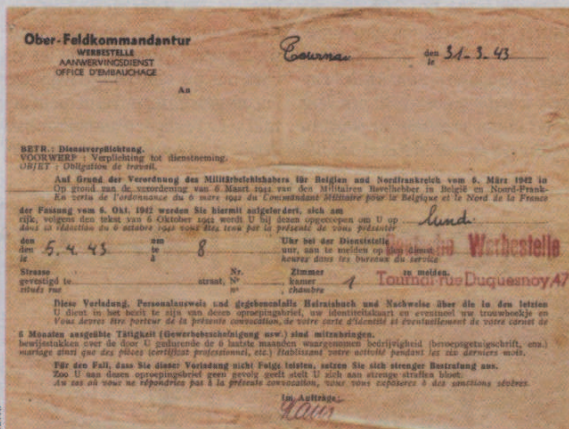 Ober-Feldkommandantur
WERBESTELLE
AANWERVINGSDIENST
OFFICE D'EMBAUCHAGE
Tournai den 31-3-43
le
An
BETR.: Dienstverpflichtung.
VOORWERP : Verplichting tot dienstneming.
OBJET : Obligation de travail.
Auf Grund der Verordnung des Militärbefehlshabers für Belgien und Nordfrankreich vom 6. März 1942 in
Op grond van de verordening van 6 Maart 1942 van den Militairen Bevelhebber in België en Noord-Frank-
En vertu de l'ordonnance du 6 mars 1942 du Commandant Militaire pour la Belgique et le Nord de la France
der Fassung vom 6. Okt. 1942 werden Sie hiermit aufgefordert, sich am
rijk, volgens den tekst van 6 October 1942 wordt U bij dezen opgeroepen om U op lundi
dans sa rédaction du 6 octobre 1942 vous êtes tenu par la présente de vous présenter
den um Uhr bei der Dienststelle
den 5.4.43 te 8 uur, aan te melden op
le à heures dans les bureaux du service
Werbestelle
Strasse Nr. Zimmer zu melden.
gevestigd te straat, N° kamer 1
située rue N° chambre
Tournai-rue Duquesnoy,47
Diese Vorladung, Personalausweis und gegebenenfalls Heiratsbuch und Nachweise über die in den letzten
U dient in het bezit te zijn van dezen oproepingsbrief, uw identiteitskaart en eventueel uw trouwboekje en
Vous devrez être porteur de la présente convocation, de votre carte d'identité et éventuellement de votre carnet de
6 Monaten ausgeübte Tätigkeit (Gewerbebescheinigung usw.) sind mitzubringen.
bewijsstukken over de door U gedurende de 6 laatste maanden waargenomen bedrijvigheid (beroepsgetuigschrift, enz.)
mariage ainsi que des pièces (certificat professionnel, etc.) établissant votre activité pendant les six derniers mois.
Für den Fall, dass Sie dieser Vorladung nicht Folge leisten, setzen Sie sich strenger Bestrafung aus.
Zoo U aan dezen oproepingsbrief geen gevolg geeft stelt U zich aan strenge straffen bloot.
Au cas où vous ne répondriez pas à la présente convocation, vous vous exposerez à des sanctions sévères.
Im Auftrage